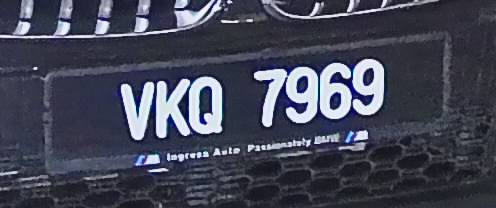 VKQ 7969
Ingress Auto Passionately BMW